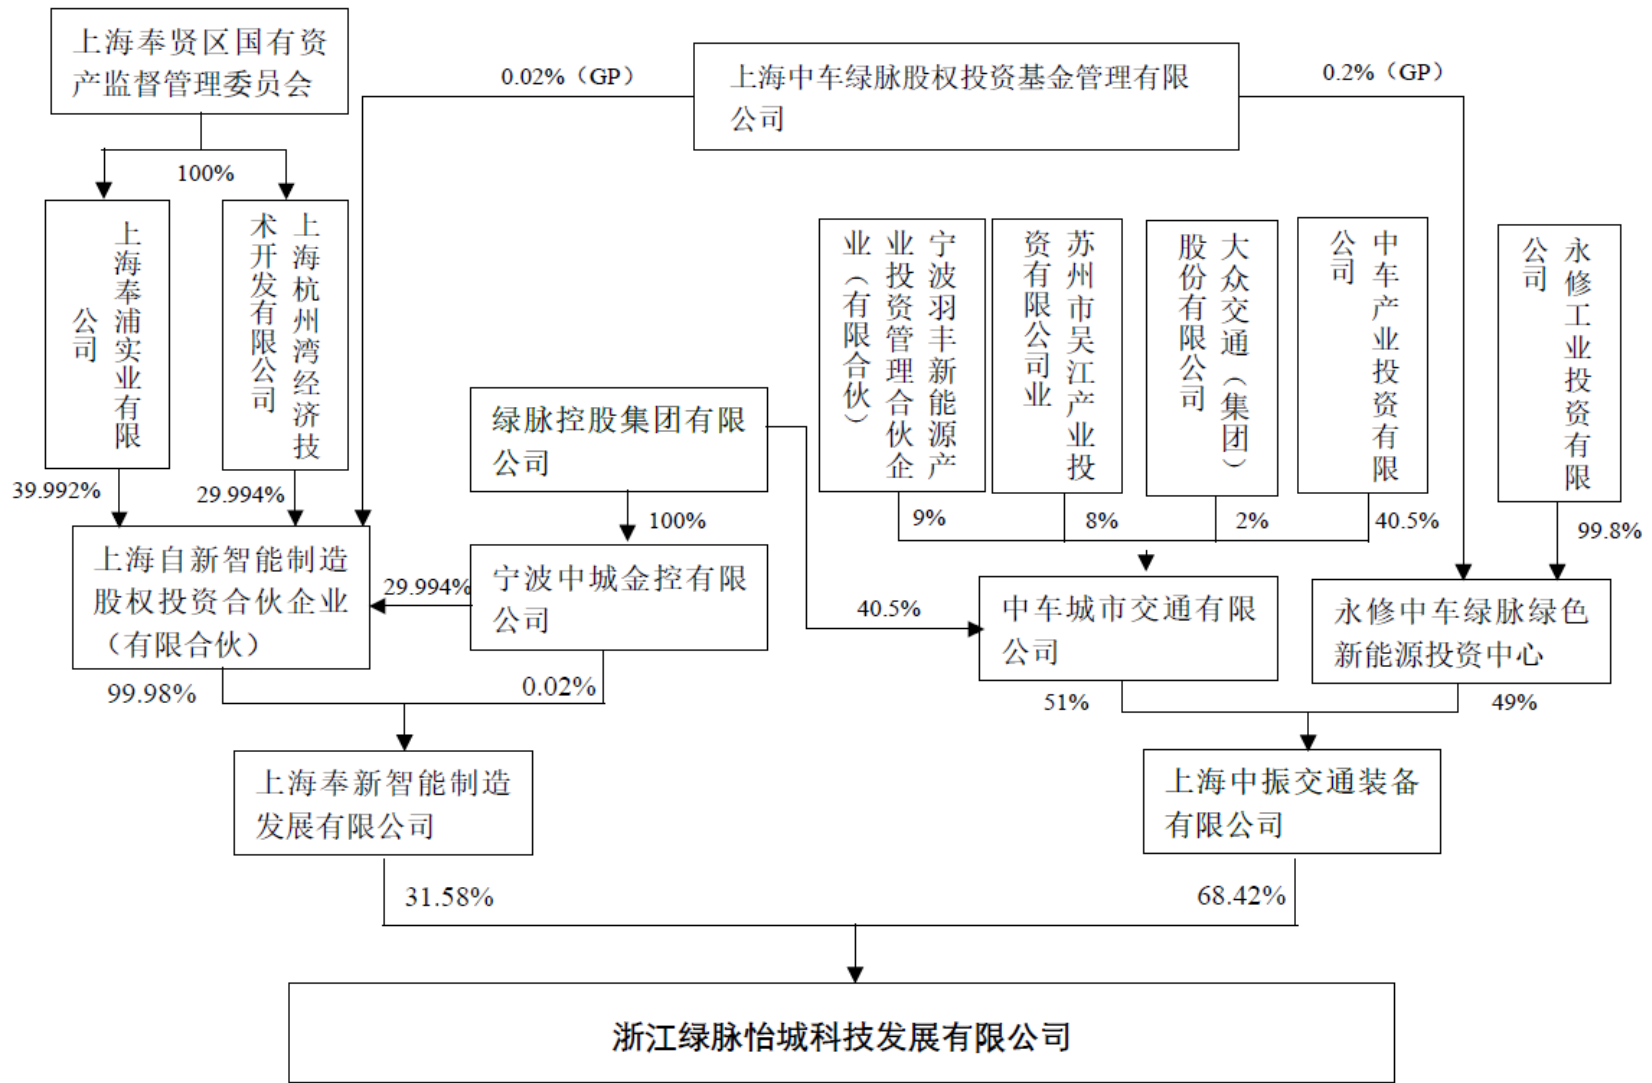 上海奉贤区国有资
产监督管理委员会
0.02%（GP）
上海中车绿脉股权投资基金管理有限
公司
0.2%（GP）
100%
上海奉浦实业有限
公司
上海杭州湾经济技
术开发有限公司
宁波羽丰新能源产
业投资管理合伙企
业（有限合伙）
苏州市吴江产业投
资有限公司业
大众交通（集团）
股份有限公司
中车产业投资有限
公司
永修工业投资有限
公司
绿脉控股集团有限
公司
39.992%
29.994%
100%
9%
8%
2%
40.5%
99.8%
上海自新智能制造
股权投资合伙企业
（有限合伙）
29.994%
宁波中城金控有限
公司
40.5%
中车城市交通有限
公司
永修中车绿脉绿色
新能源投资中心
99.98%
0.02%
51%
49%
上海奉新智能制造
发展有限公司
上海中振交通装备
有限公司
31.58%
68.42%
浙江绿脉怡城科技发展有限公司